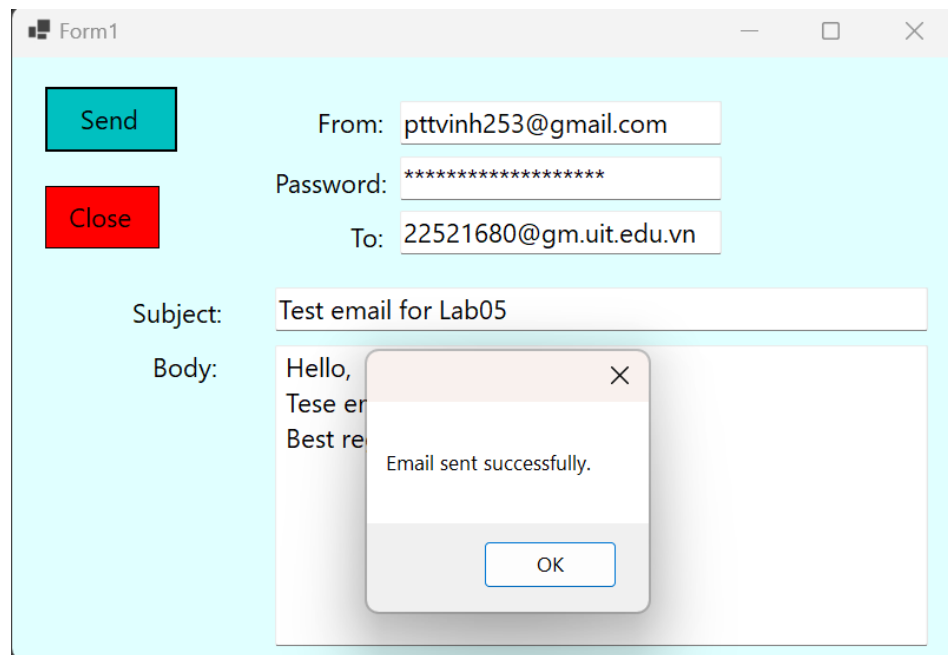 Form1
Send
From: pttvinh253@gmail.com
Password: *******************
Close
To: 22521680@gm.uit.edu.vn
Subject: Test email for Lab05
Body: Hello,
Tese
Best
Email sent successfully.
OK